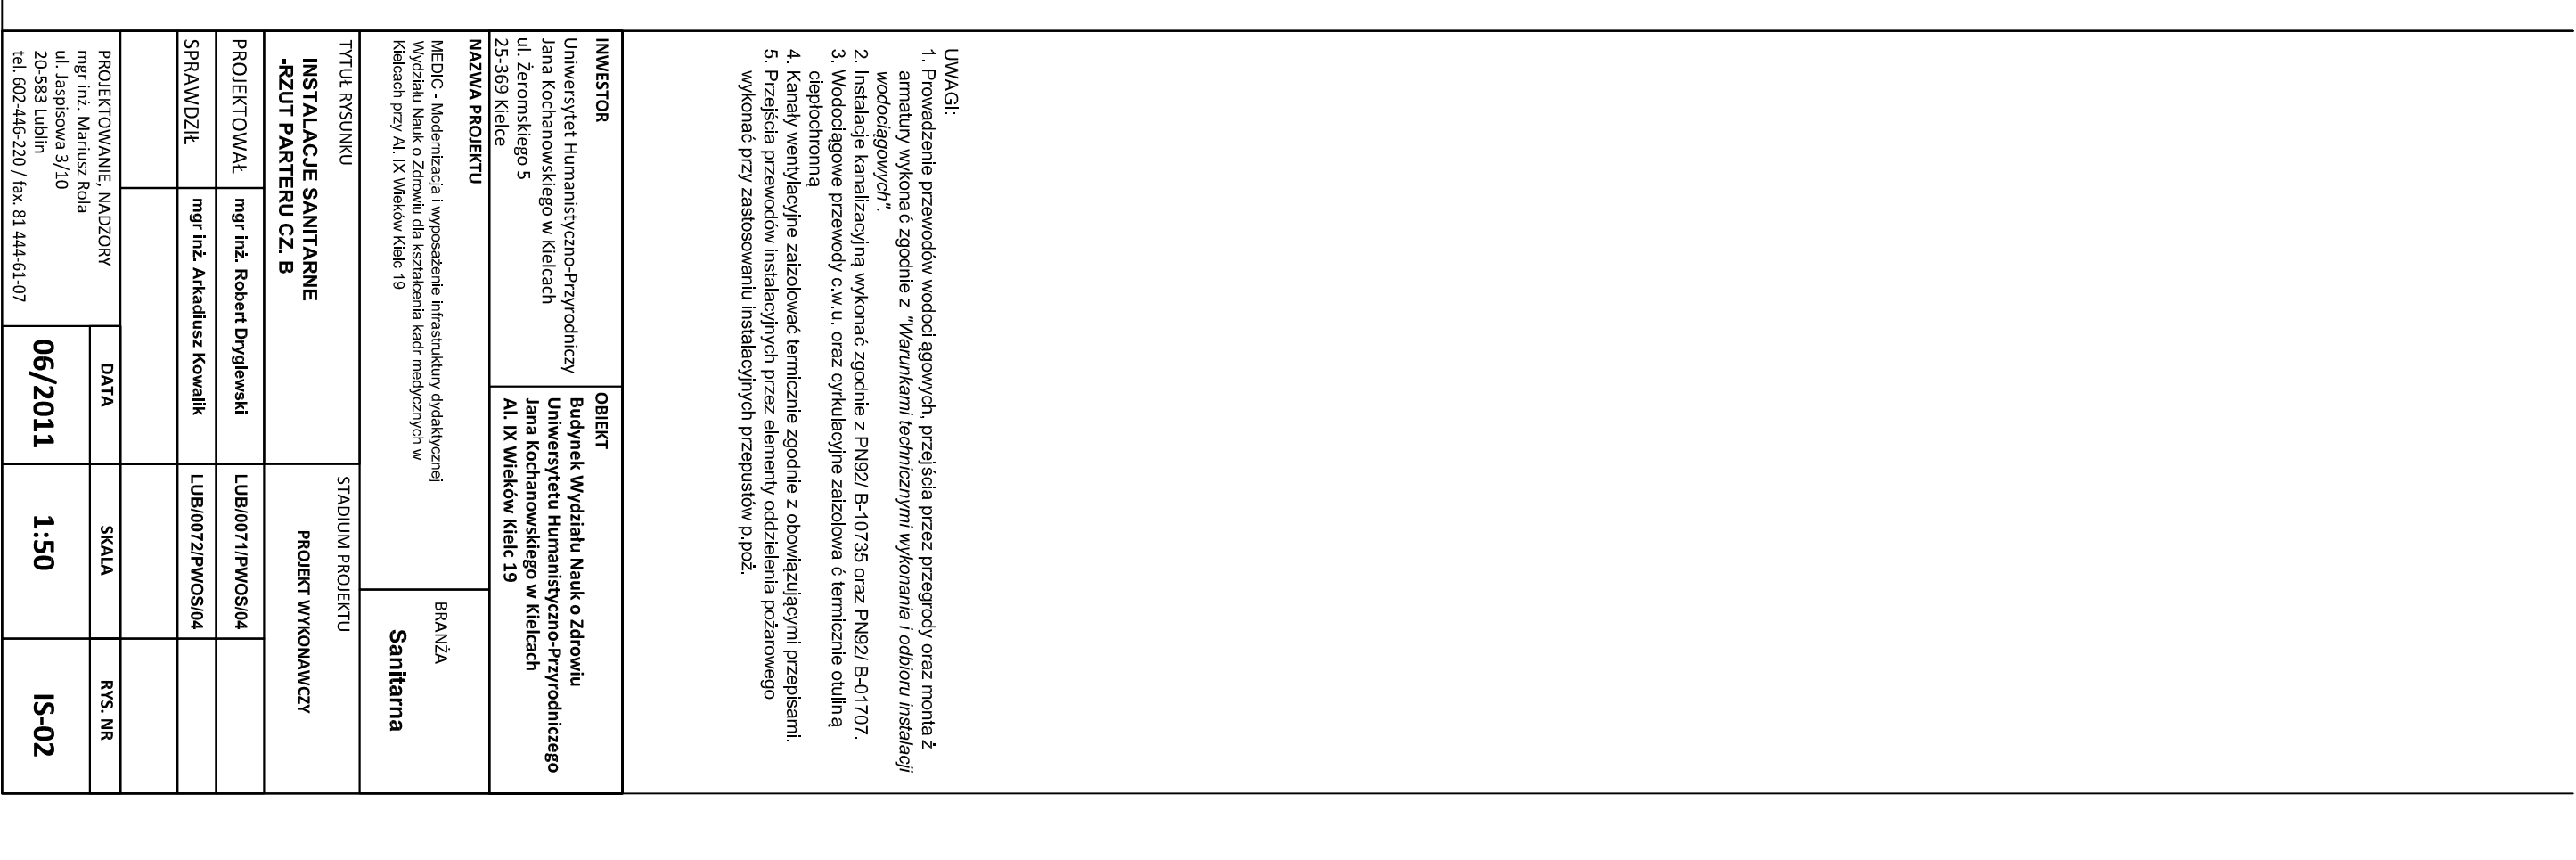 UWAGI:
1. Prowadzenie przewodów wodociągowych, przejścia przez przegrody oraz montaż
armatury wykonać zgodnie z "Warunkami technicznymi wykonania i odbioru instalacji
wodociągowych".
2. Instalacje kanalizacyjną wykonać zgodnie z PN92/ B-10735 oraz PN92/ B-01707.
3. Wodociągowe przewody c.w.u. oraz cyrkulacyjne zaizolować termicznie otuliną
ciepłochronną
4. Kanały wentylacyjne zaizolować termicznie zgodnie z obowiązującymi przepisami.
5. Przejścia przewodów instalacyjnych przez elementy oddzielenia pożarowego
wykonać przy zastosowaniu instalacyjnych przepustów p.poż.
INWESTOR
Uniwersytet Humanistyczno-Przyrodniczy
Jana Kochanowskiego w Kielcach
ul. Żeromskiego 5
25-369 Kielce
OBIEKT
Budynek Wydziału Nauk o Zdrowiu
Uniwersytetu Humanistyczno-Przyrodniczego
Jana Kochanowskiego w Kielcach
Al. IX Wieków Kielc 19
NAZWA PROJEKTU
MEDIC - Modernizacja i wyposażenie infrastruktury dydaktycznej
Wydziału Nauk o Zdrowiu dla kształcenia kadr medycznych w
Kielcach przy Al. IX Wieków Kielc 19
BRANŻA
Sanitarna
TYTUŁ RYSUNKU
INSTALACJE SANITARNE
-RZUT PARTERU CZ. B
STADIUM PROJEKTU
PROJEKT WYKONAWCZY
PROJEKTOWAŁ mgr inż. Robert Dryglewski LUB/0071/PWOS/04
SPRAWDZIŁ mgr inż. Arkadiusz Kowalik LUB/0072/PWOS/04
PROJEKTOWANIE, NADZORY
mgr inż. Mariusz Rola
ul. Jaspisowa 3/10
20-583 Lublin
tel. 602-446-220 / fax. 81 444-61-07
DATA SKALA RYS. NR
06/2011 1:50 IS-02